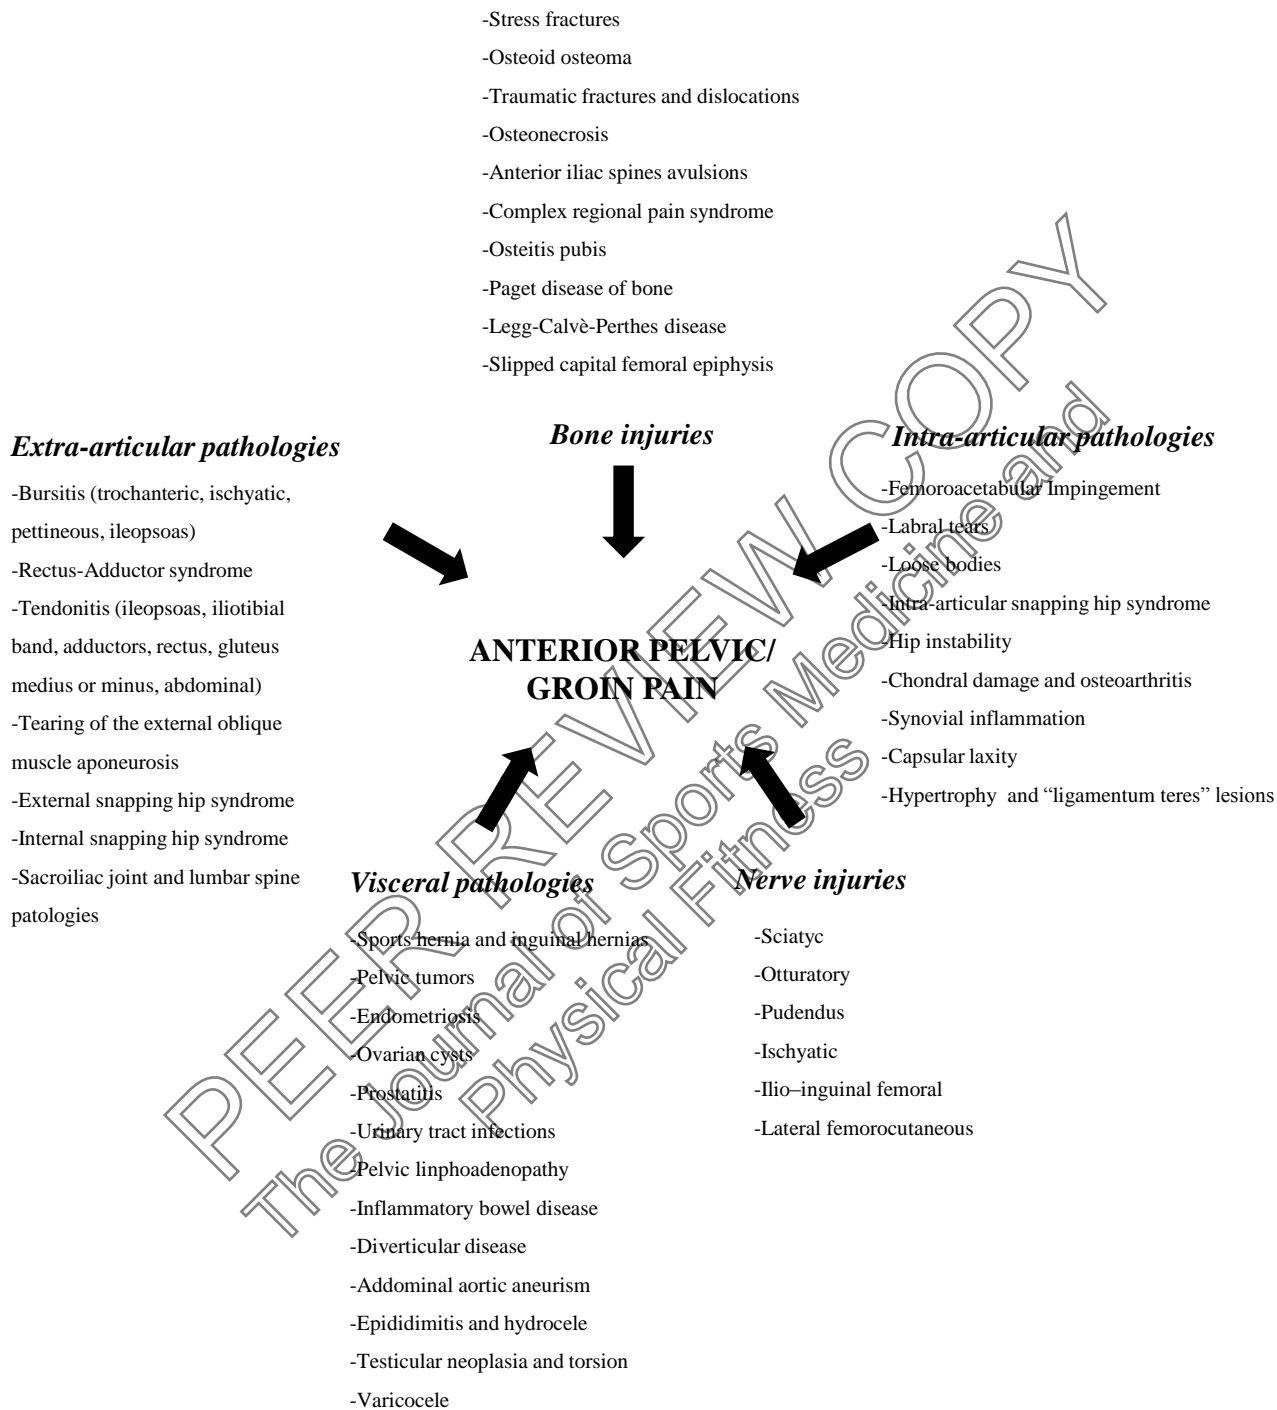 -Stress fractures
-Osteoid osteoma
-Traumatic fractures and dislocations
-Osteonecrosis
-Anterior iliac spines avulsions
-Complex regional pain syndrome
-Osteitis pubis
-Paget disease of bone
-Legg-Calvè-Perthes disease
-Slipped capital femoral epiphysis
Bone injuries
Extra-articular pathologies
-Bursitis (trochanteric, ischyatic,
pettineous, ileopsoas)
-Rectus-Adductor syndrome
-Tendonitis (ileopsoas, iliotibial
band, adductors, rectus, gluteus
medius or minus, abdominal)
-Tearing of the external oblique
muscle aponeurosis
-External snapping hip syndrome
-Internal snapping hip syndrome
-Sacroiliac joint and lumbar spine
patologies
Intra-articular pathologies
-Femoroacetabular Impingement
-Labral tears
-Loose bodies
-Intra-articular snapping hip syndrome
-Hip instability
-Chondral damage and osteoarthritis
-Synovial inflammation
-Capsular laxity
-Hypertrophy and “ligamentum teres” lesions
ANTERIOR PELVIC/
GROIN PAIN
Visceral pathologies
-Sports hernia and inguinal hernias
-Pelvic tumors
-Endometriosis
-Ovarian cysts
-Prostatitis
-Urinary tract infections
-Pelvic linphoadenopathy
-Inflammatory bowel disease
-Diverticular disease
-Addominal aortic aneurism
-Epididimitis and hydrocele
-Testicular neoplasia and torsion
-Varicocele
Nerve injuries
-Sciatyc
-Otturatory
-Pudendus
-Ischyatic
-Ilio–inguinal femoral
-Lateral femorocutaneous
PEER REVIEW COPY
The Journal of Sports Medicine and
Physical Fitness